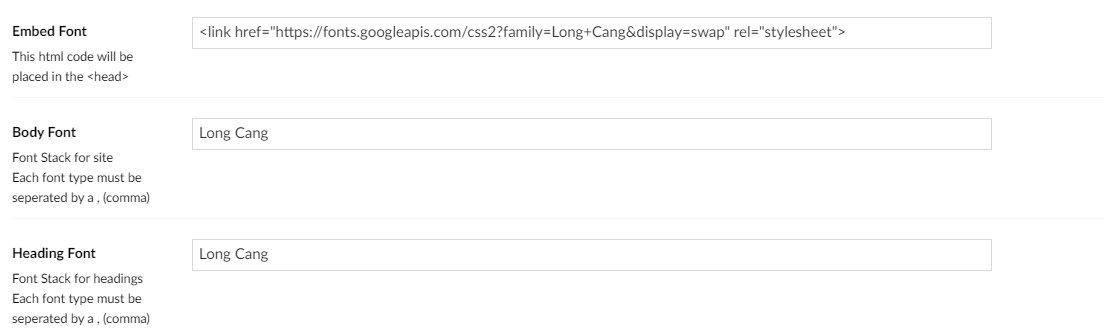 Embed Font
<link href="https://fonts.googleapis.com/css2?family=Long+Cang&display=swap" rel="stylesheet">
This html code will be
placed in the <head>
Body Font
Long Cang
Font Stack for site
Each font type must be
seperated by a , (comma)
Heading Font
Long Cang
Font Stack for headings
Each font type must be
seperated by a , (comma)